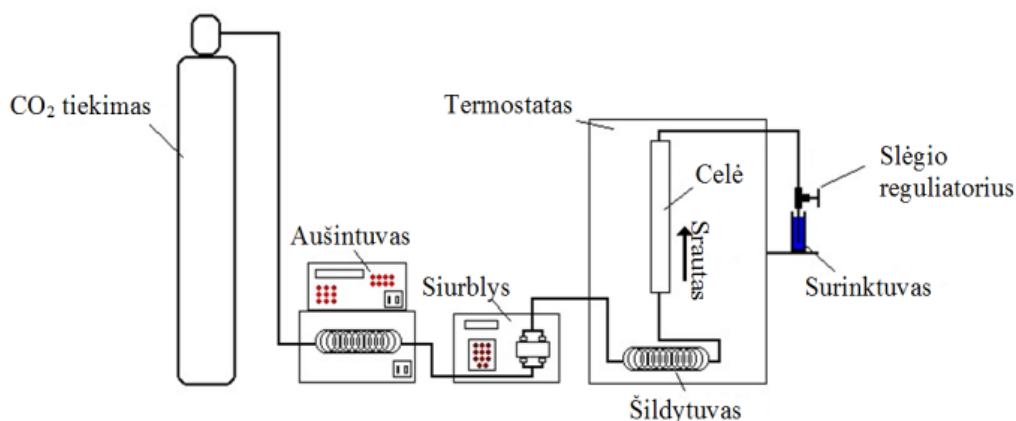 CO₂ tiekimas
Termostatas
Slėgio
reguliatorius
Celė
Aušintuvas
Srautas
Siurblys
Surinktuvas
Šildytuvas